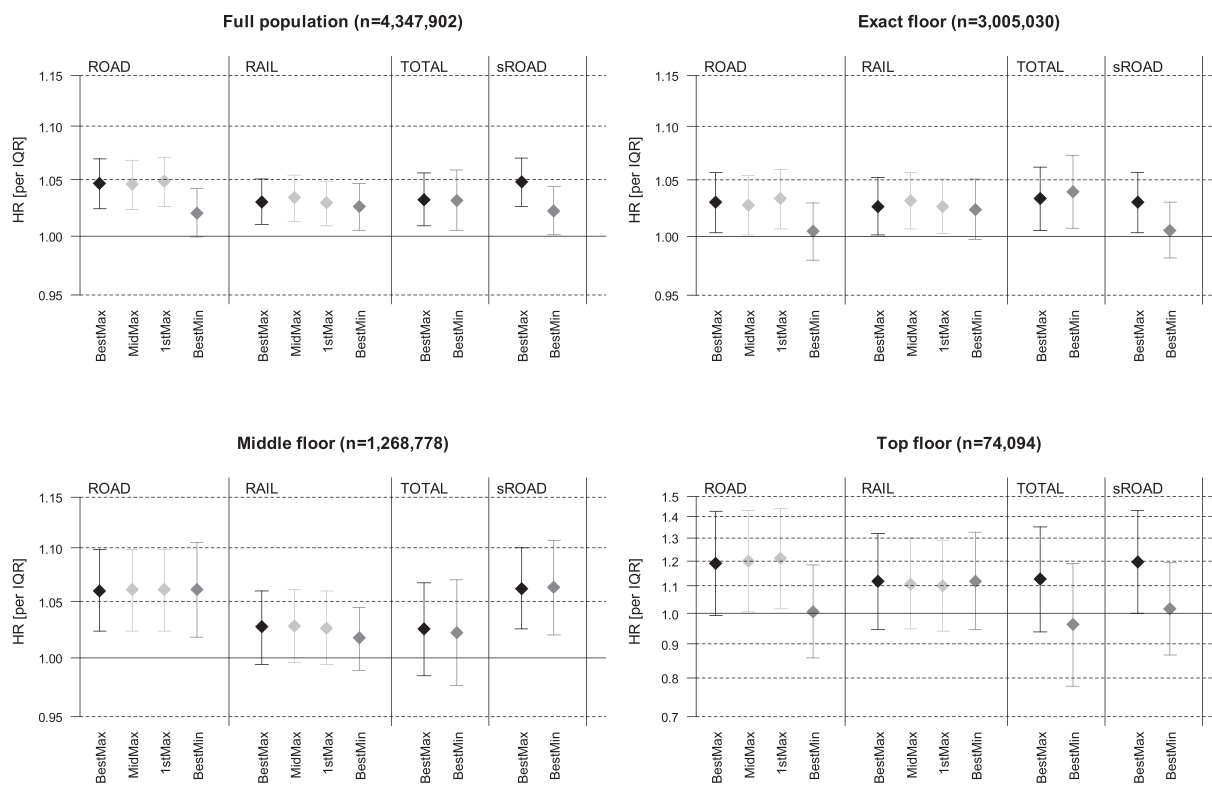 Full population (n=4,347,902)
ROAD RAIL TOTAL sROAD
1.15
1.10
1.05
1.00
0.95
HR [per IQR]
BestMax MidMax 1stMax BestMin BestMax MidMax 1stMax BestMin BestMax BestMin BestMax BestMin
Exact floor (n=3,005,030)
ROAD RAIL TOTAL sROAD
1.15
1.10
1.05
1.00
0.95
HR [per IQR]
BestMax MidMax 1stMax BestMin BestMax MidMax 1stMax BestMin BestMax BestMin BestMax BestMin
Middle floor (n=1,268,778)
ROAD RAIL TOTAL sROAD
1.15
1.10
1.05
1.00
0.95
HR [per IQR]
BestMax MidMax 1stMax BestMin BestMax MidMax 1stMax BestMin BestMax BestMin BestMax BestMin
Top floor (n=74,094)
ROAD RAIL TOTAL sROAD
1.5
1.4
1.3
1.2
1.1
1.0
0.9
0.8
0.7
HR [per IQR]
BestMax MidMax 1stMax BestMin BestMax MidMax 1stMax BestMin BestMax BestMin BestMax BestMin